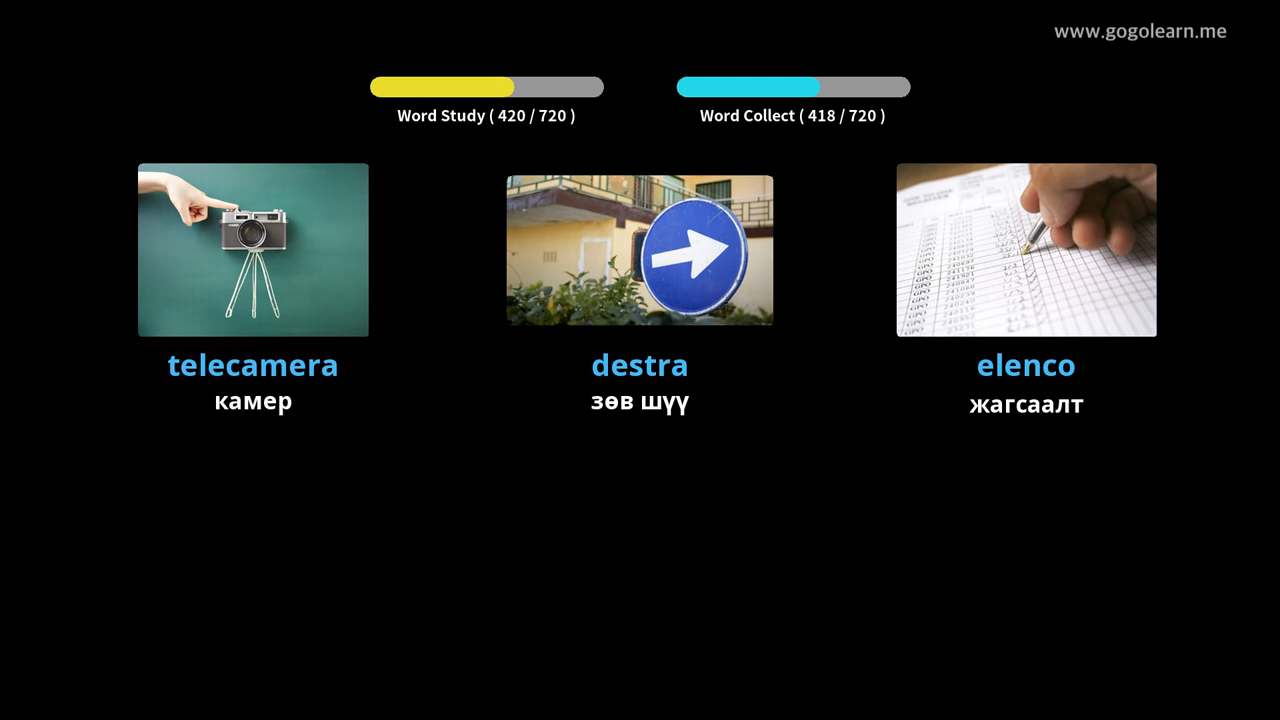 www.gogolearn.me
Word Study ( 420 / 720 )
Word Collect ( 418 / 720 )
telecamera
камер
destra
зөв шүү
elenco
жагсаалт